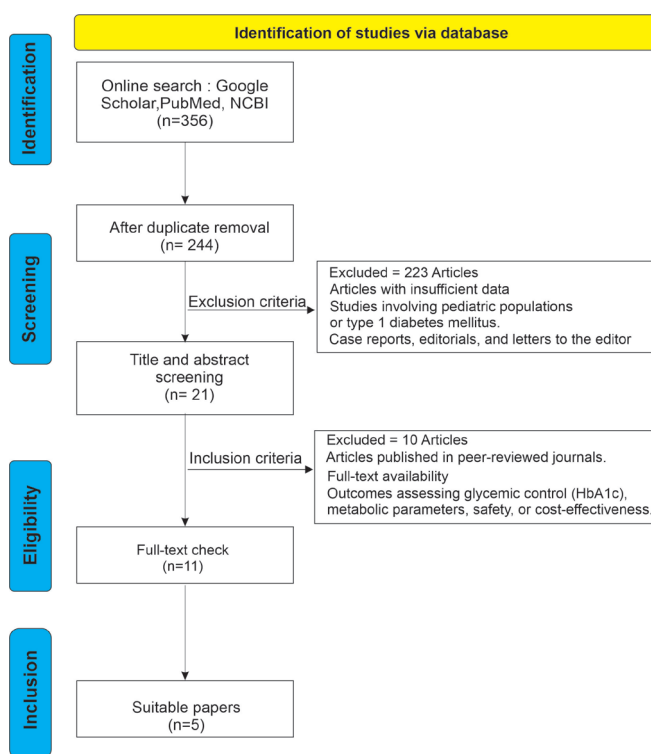 Identification of studies via database
Identification
Online search : Google
Scholar,PubMed, NCBI
(n=356)
Screening
After duplicate removal
(n= 244)
Exclusion criteria
Excluded = 223 Articles
Articles with insufficient data
Studies involving pediatric populations
or type 1 diabetes mellitus.
Case reports, editorials, and letters to the editor
Title and abstract
screening
(n= 21)
Inclusion criteria
Excluded = 10 Articles
Articles published in peer-reviewed journals.
Full-text availability
Outcomes assessing glycemic control (HbA1c),
metabolic parameters, safety, or cost-effectiveness.
Eligibility
Full-text check
(n=11)
Inclusion
Suitable papers
(n=5)